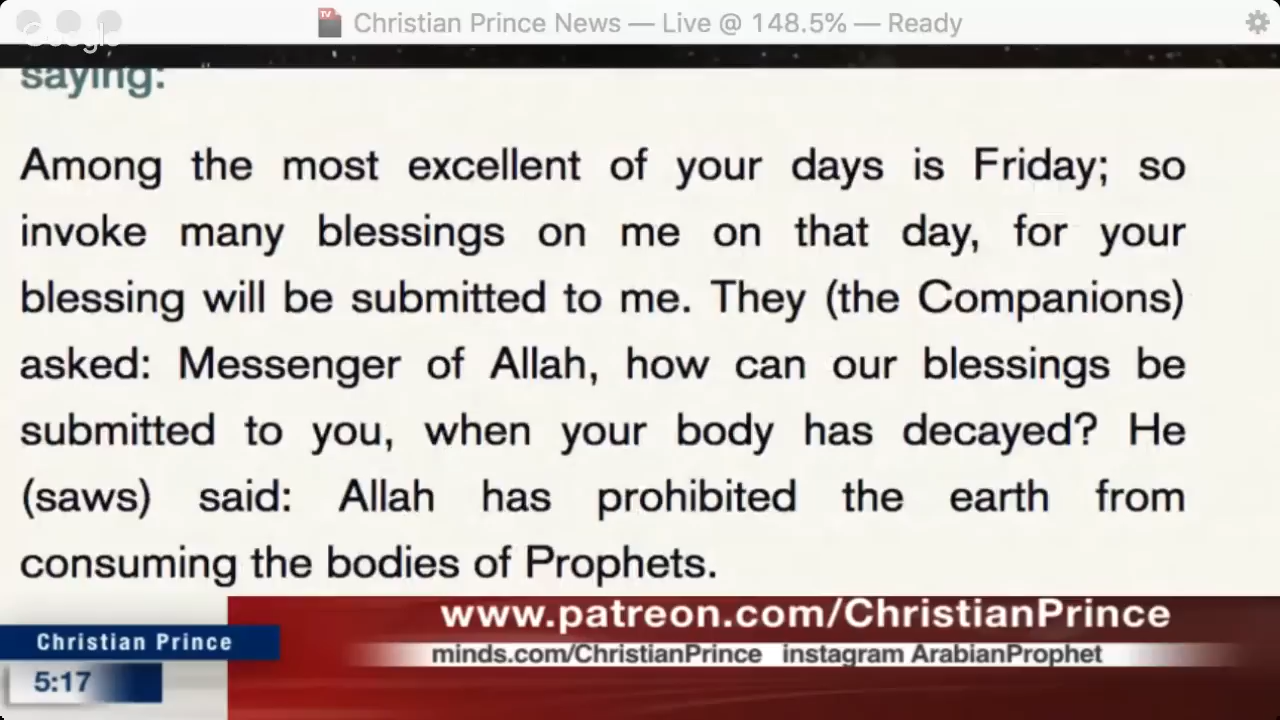 Christian Prince News — Live @ 148.5% — Ready
Google
saying:
Among the most excellent of your days is Friday; so
invoke many blessings on me on that day, for your
blessing will be submitted to me. They (the Companions)
asked: Messenger of Allah, how can our blessings be
submitted to you, when your body has decayed? He
(saws) said: Allah has prohibited the earth from
consuming the bodies of Prophets.
www.patreon.com/ChristianPrince
Christian Prince
minds.com/ChristianPrince instagram ArabianProphet
5:17